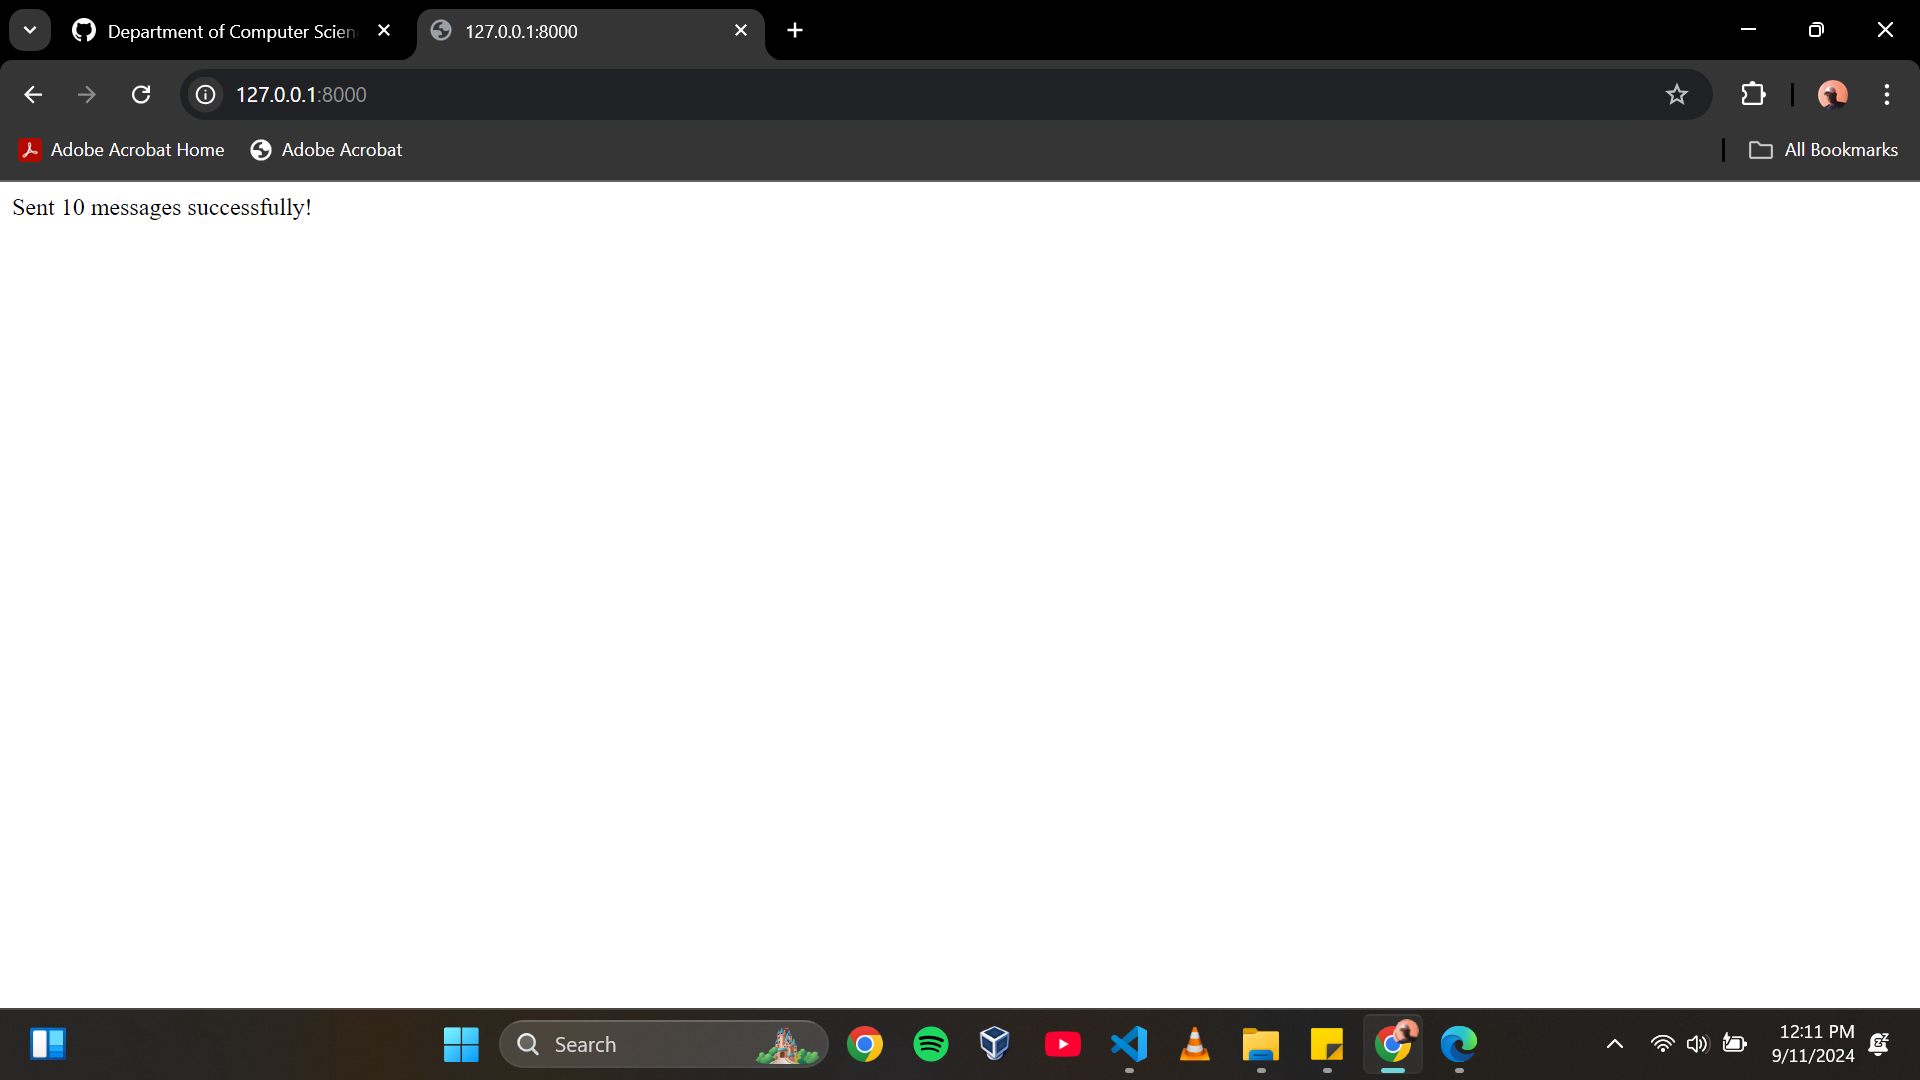 Department of Computer Scien
127.0.0.1:8000
127.0.0.1:8000
Adobe Acrobat Home
Adobe Acrobat
All Bookmarks
Sent 10 messages successfully!
Search
12:11 PM
9/11/2024